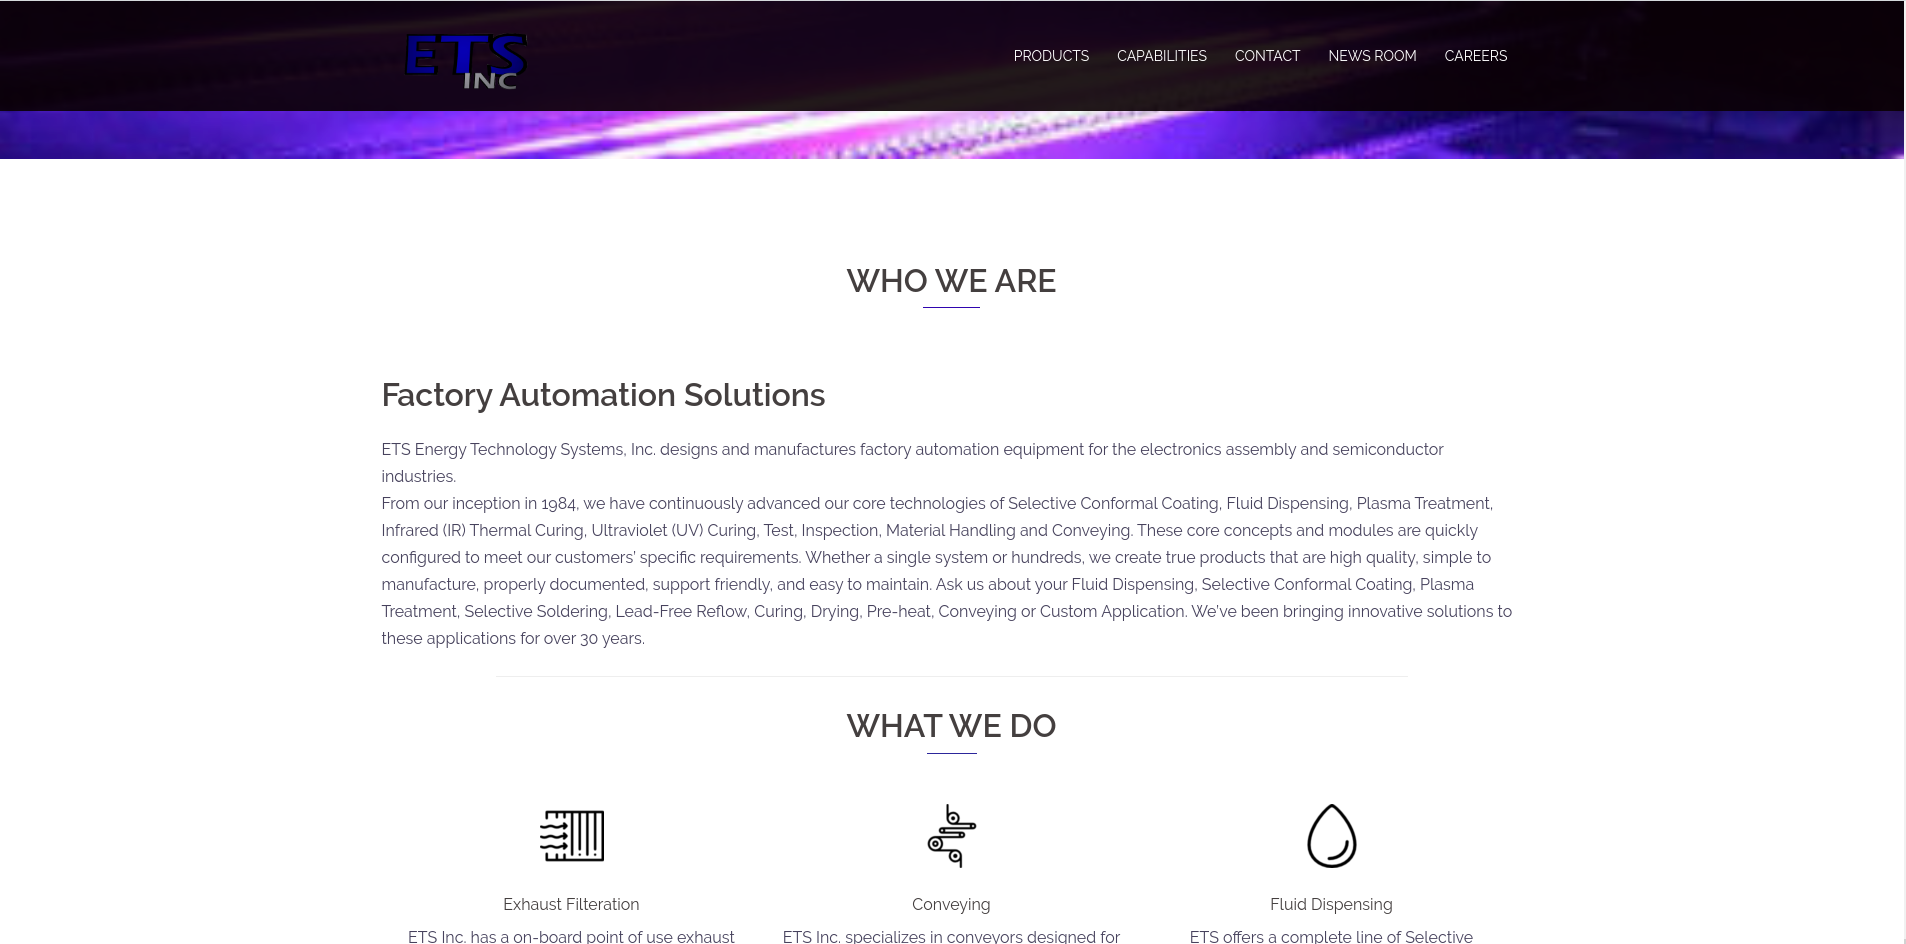 ETS
INC
PRODUCTS CAPABILITIES CONTACT NEWS ROOM CAREERS
WHO WE ARE
Factory Automation Solutions
ETS Energy Technology Systems, Inc. designs and manufactures factory automation equipment for the electronics assembly and semiconductor
industries.
From our inception in 1984, we have continuously advanced our core technologies of Selective Conformal Coating, Fluid Dispensing, Plasma Treatment,
Infrared (IR) Thermal Curing, Ultraviolet (UV) Curing, Test, Inspection, Material Handling and Conveying. These core concepts and modules are quickly
configured to meet our customers’ specific requirements. Whether a single system or hundreds, we create true products that are high quality, simple to
manufacture, properly documented, support friendly, and easy to maintain. Ask us about your Fluid Dispensing, Selective Conformal Coating, Plasma
Treatment, Selective Soldering, Lead-Free Reflow, Curing, Drying, Pre-heat, Conveying or Custom Application. We’ve been bringing innovative solutions to
these applications for over 30 years.
WHAT WE DO
Exhaust Filteration
Conveying
Fluid Dispensing
ETS Inc. has a on-board point of use exhaust
ETS Inc. specializes in conveyors designed for
ETS offers a complete line of Selective